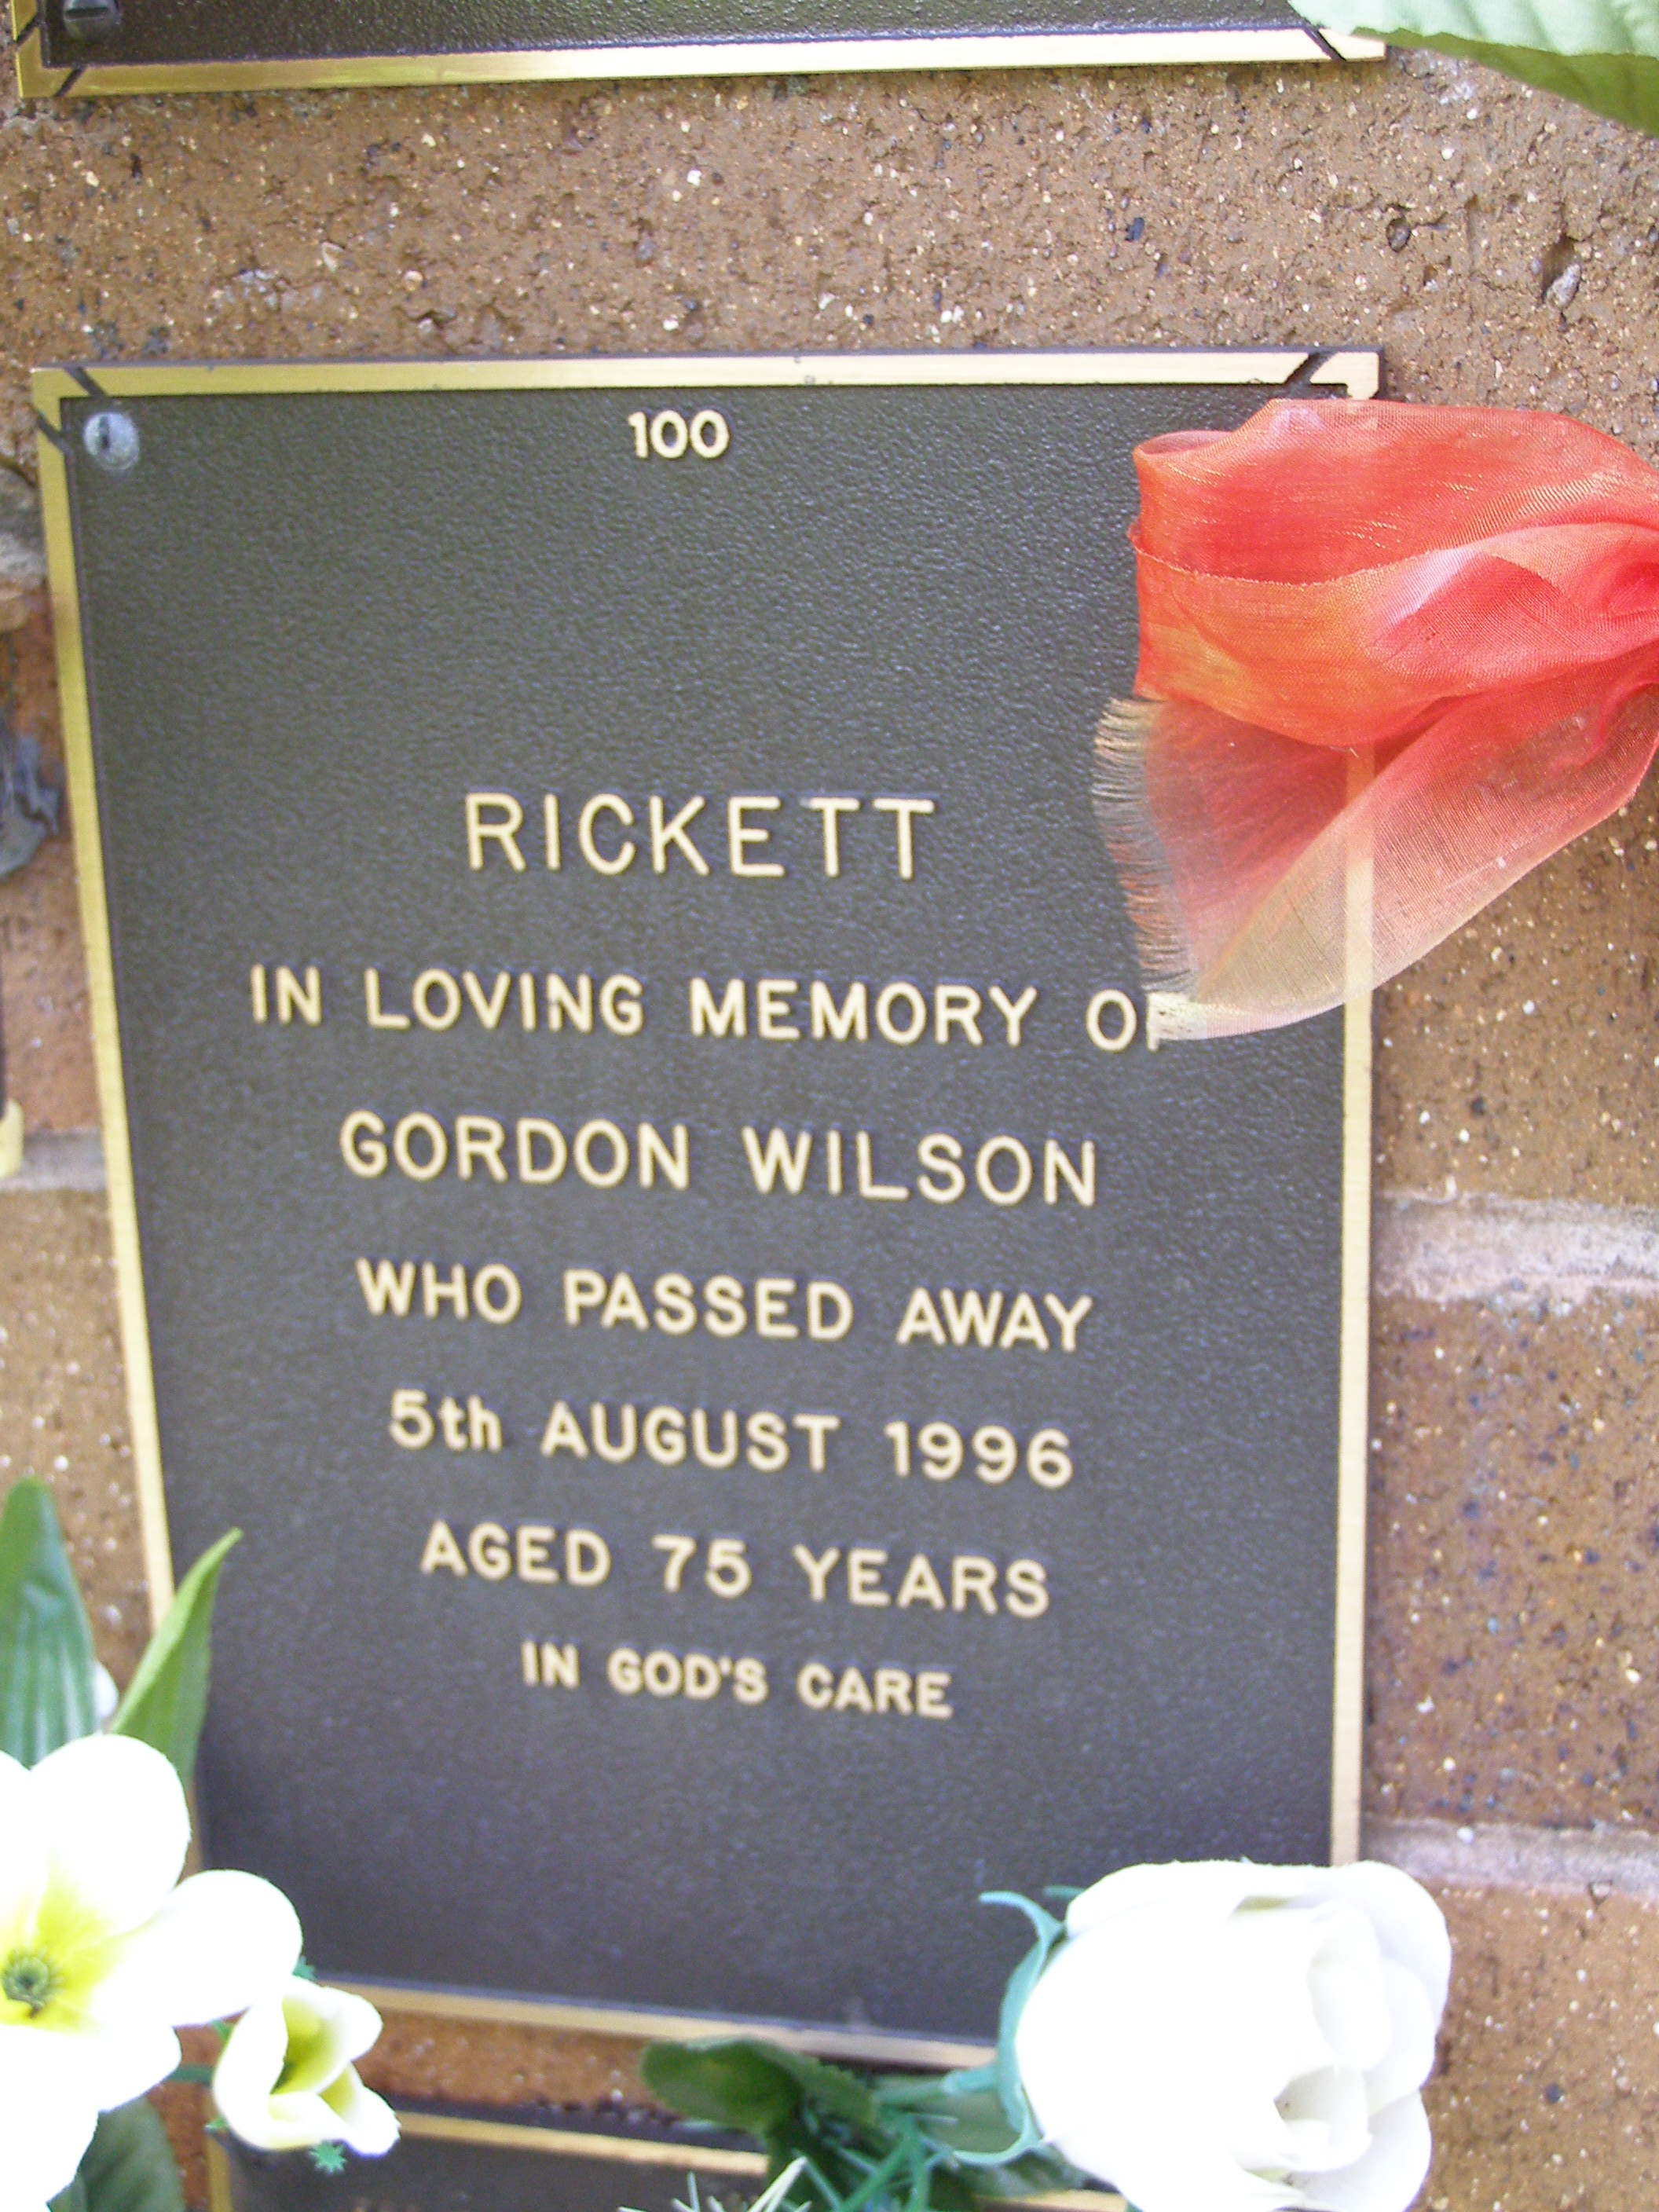 100
RICKETT
IN LOVING MEMORY OF
GORDON WILSON
WHO PASSED AWAY
5th AUGUST 1996
AGED 75 YEARS
IN GOD'S CARE